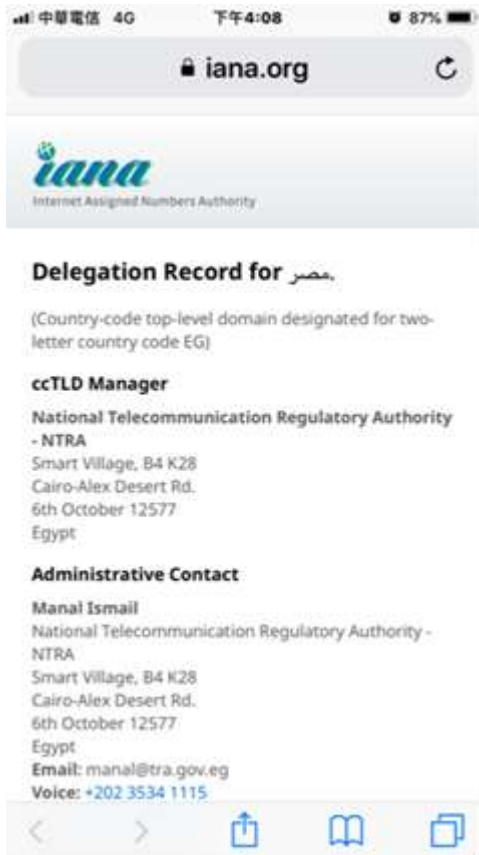 中華電信 4G 下午4:08 87%
iana.org
iana
Internet Assigned Numbers Authority
Delegation Record for .مصر
(Country-code top-level domain designated for two-
letter country code EG)
ccTLD Manager
National Telecommunication Regulatory Authority
- NTRA
Smart Village, B4 K28
Cairo-Alex Desert Rd.
6th October 12577
Egypt
Administrative Contact
Manal Ismail
National Telecommunication Regulatory Authority -
NTRA
Smart Village, B4 K28
Cairo-Alex Desert Rd.
6th October 12577
Egypt
Email: manal@tra.gov.eg
Voice: +202 3534 1115